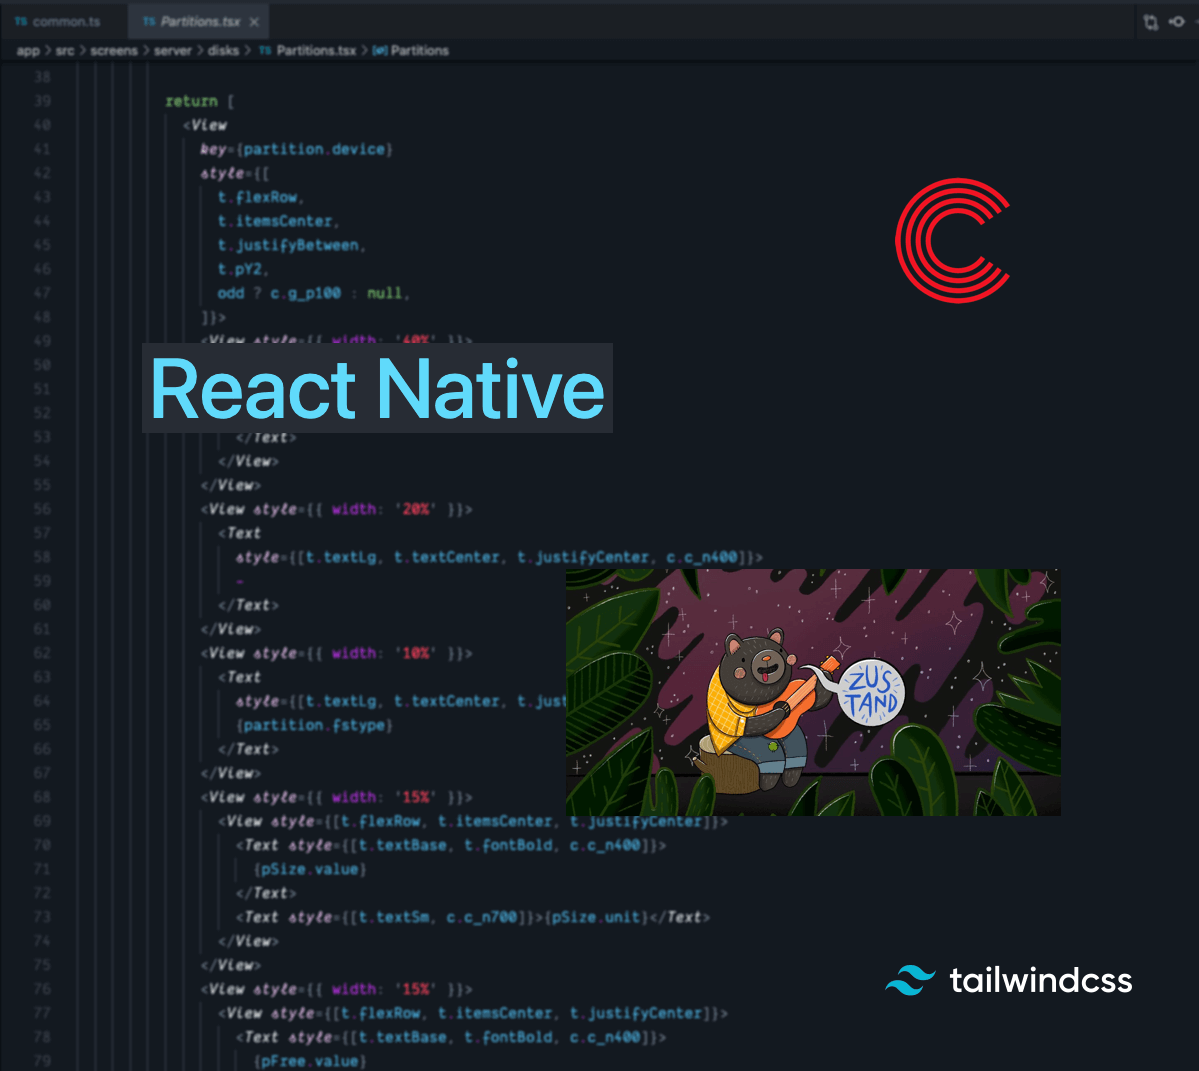 TS common.ts
TS Partitions.tsx ×
app > src > screens > server > disks > TS Partitions.tsx > Partitions
38
39 return [
40 <View
41 key={partition.device}
42 style={[
43 t.flexRow,
44 t.itemsCenter,
45 t.justifyBetween,
46 t.pY2,
47 odd ? c.g_p100 : null,
48 ]}>
49 <View style={{ width: '40%' }}>
50
51
52
React Native
53 </Text>
54 </View>
55 </View>
56 <View style={{ width: '20%' }}>
57 <Text
58 style={[t.textLg, t.textCenter, t.justifyCenter, c.c_n400]}>
59 -
60 </Text>
61 </View>
62 <View style={{ width: '10%' }}>
63 <Text
64 style={[t.textLg, t.textCenter, t.just
65 {partition.fstype}
66 </Text>
67 </View>
ZUS
TAND
68 <View style={{ width: '15%' }}>
69 <View style={[t.flexRow, t.itemsCenter, t.justifyCenter]}>
70 <Text style={[t.textBase, t.fontBold, c.c_n400]}>
71 {pSize.value}
72 </Text>
73 <Text style={[t.textSm, c.c_n700]}>{pSize.unit}</Text>
74 </View>
75 </View>
76 <View style={{ width: '15%' }}>
77 <View style={[t.flexRow, t.itemsCenter, t.justifyCenter]}>
78 <Text style={[t.textBase, t.fontBold, c.c_n400]}>
79 {pFree.value}
tailwindcss